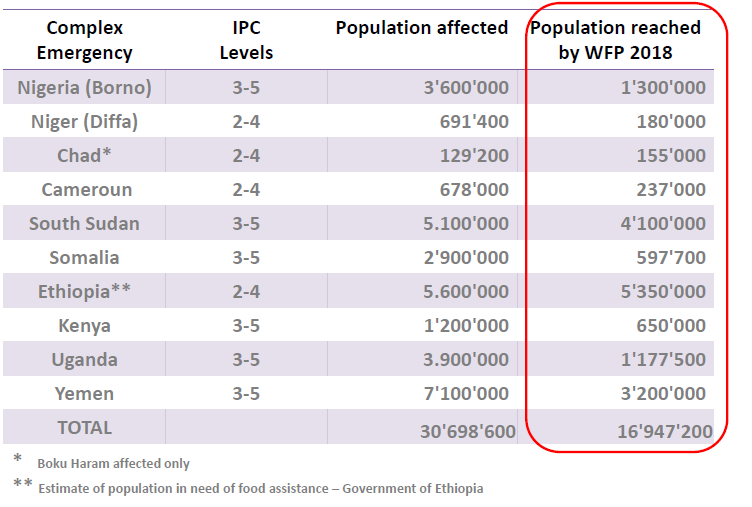 Complex Emergency IPC Levels Population affected Population reached by WFP 2018
Nigeria (Borno) 3-5 3'600'000 1'300'000
Niger (Diffa) 2-4 691'400 180'000
Chad* 2-4 129'200 155'000
Cameroun 2-4 678'000 237'000
South Sudan 3-5 5.100'000 4'100'000
Somalia 3-5 2'900'000 597'700
Ethiopia** 2-4 5.600'000 5'350'000
Kenya 3-5 1'200'000 650'000
Uganda 3-5 3.900'000 1'177'500
Yemen 3-5 7'100'000 3'200'000
TOTAL 30'698'600 16'947'200
* Boku Haram affected only
** Estimate of population in need of food assistance – Government of Ethiopia